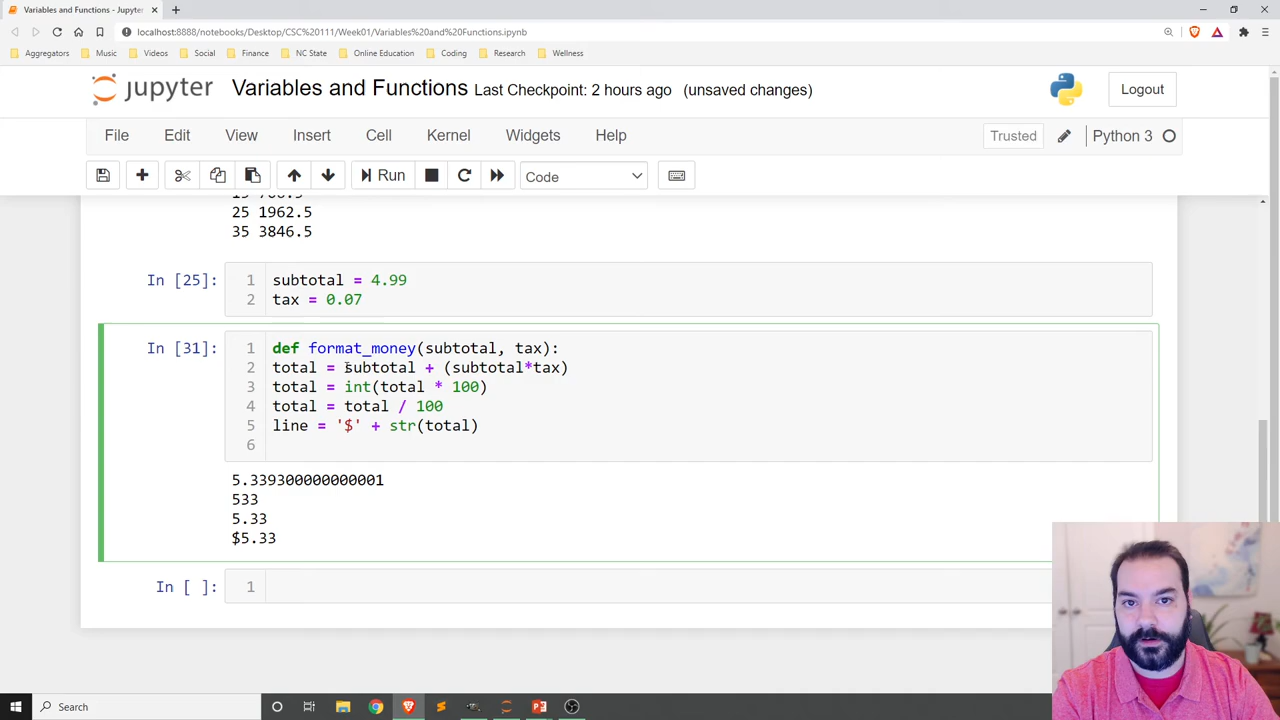 Variables and Functions - Jupyter
localhost:8888/notebooks/Desktop/CSC%20111/Week01/Variables%20and%20Functions.ipynb
Aggregators Music Videos Social Finance NC State Online Education Coding Research Wellness
jupyter Variables and Functions Last Checkpoint: 2 hours ago (unsaved changes) Logout
File Edit View Insert Cell Kernel Widgets Help Trusted Python 3
Run Code
25 1962.5
35 3846.5
In [25]: 1 subtotal = 4.99
2 tax = 0.07
In [31]: 1 def format_money(subtotal, tax):
2 total = subtotal + (subtotal*tax)
3 total = int(total * 100)
4 total = total / 100
5 line = '$' + str(total)
6
5.339300000000001
533
5.33
$5.33
In [ ]: 1
Search